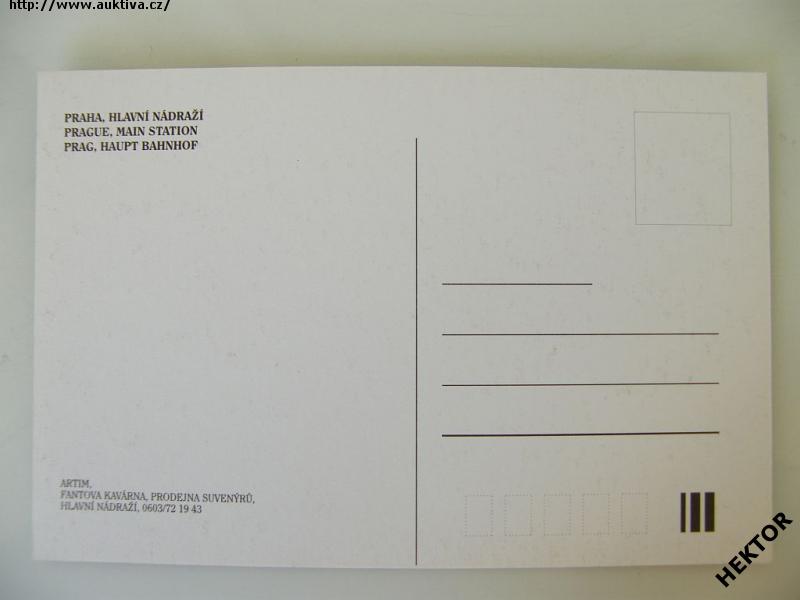 http://www.auktiva.cz/
PRAHA, HLAVNÍ NÁDRAŽÍ
PRAGUE, MAIN STATION
PRAG, HAUPT BAHNHOF
ARTIM,
FANTOVA KAVÁRNA, PRODEJNA SUVENÝRŮ,
HLAVNÍ NÁDRAŽÍ, 0603/72 19 43
HEKTOR